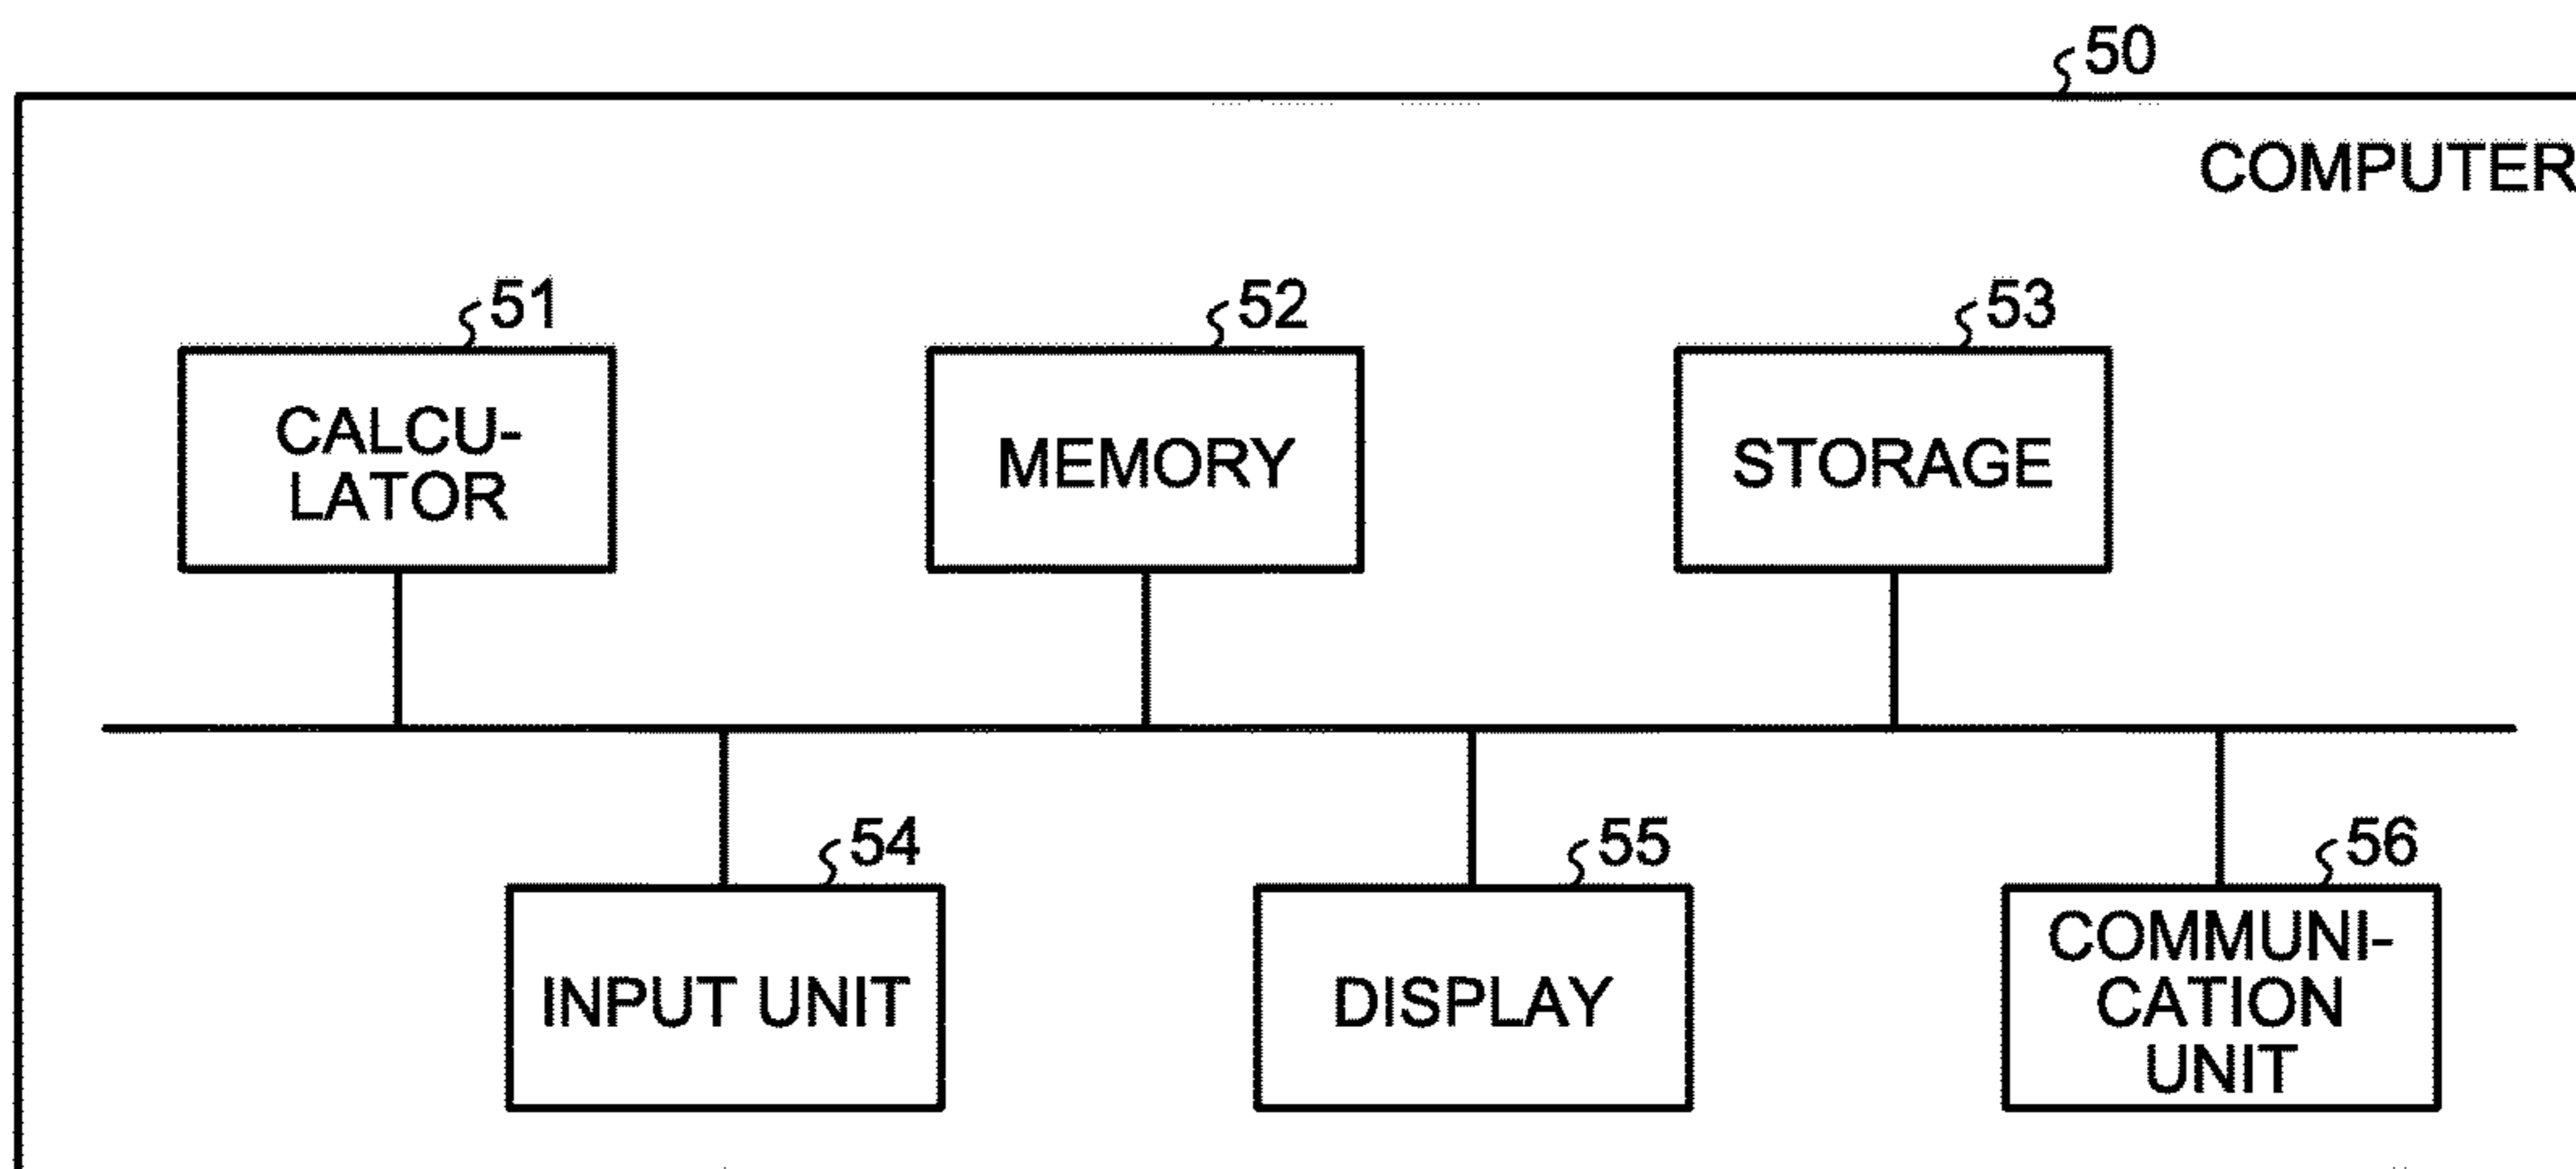 50
COMPUTER
51
CALCU-
LATOR
52
MEMORY
53
STORAGE
54
INPUT UNIT
55
DISPLAY
56
COMMUNI-
CATION
UNIT